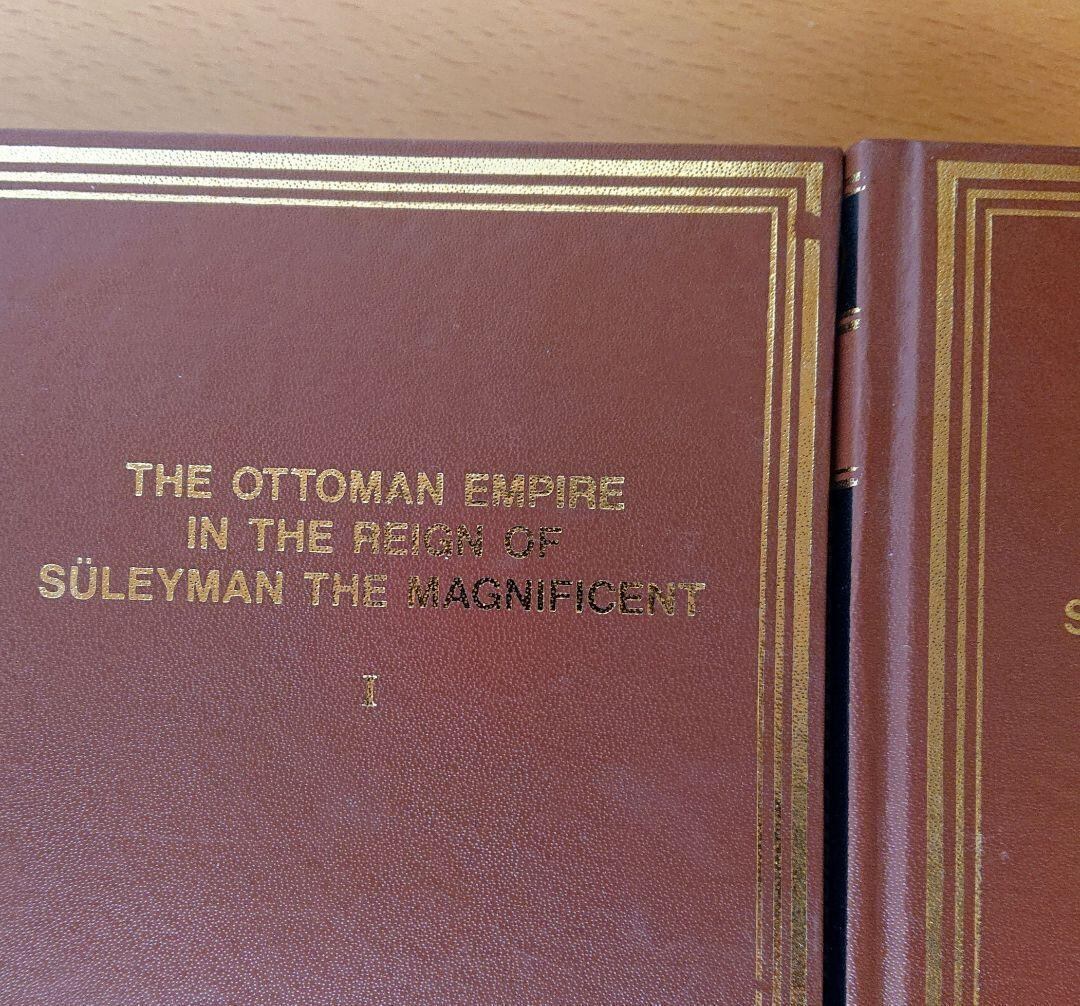 THE OTTOMAN EMPIRE
IN THE REIGN OF
SÜLEYMAN THE MAGNIFICENT
I
S